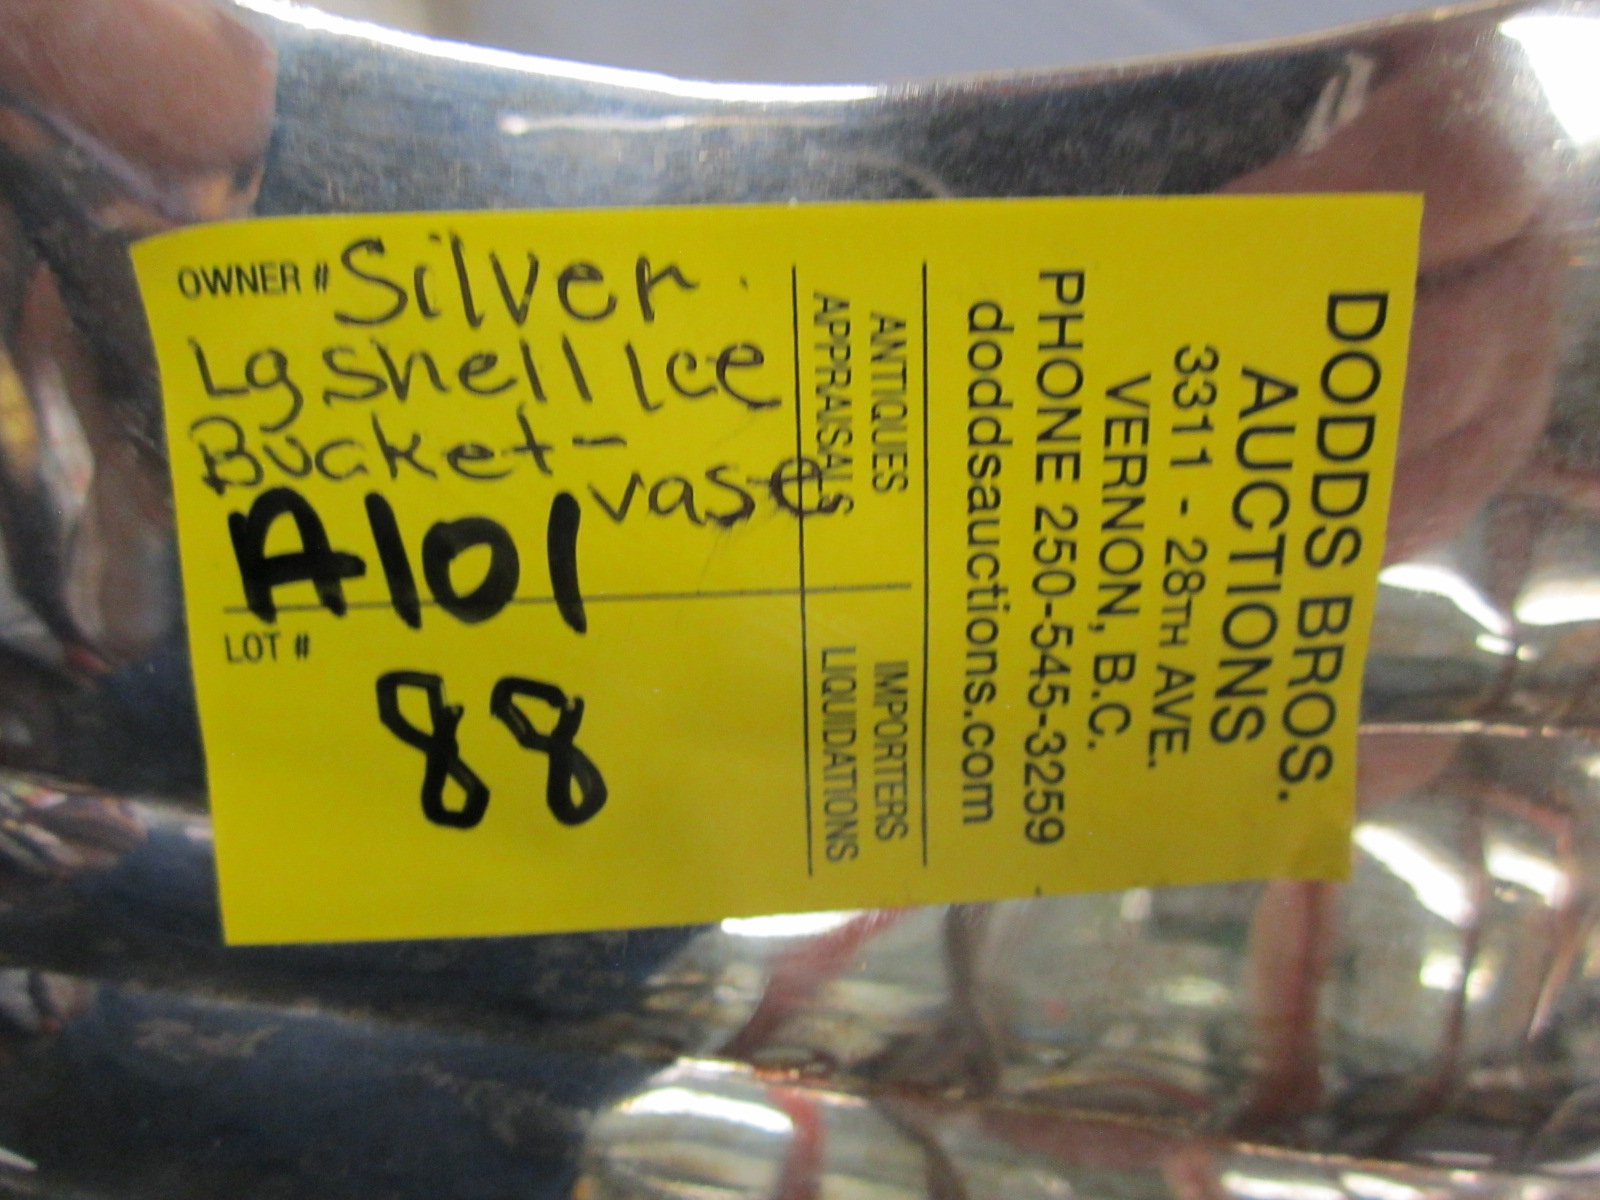 OWNER # Silver
Lg shell Ice
Bucket-
vase
A101
LOT #
88
ANTIQUES
APPRAISALS
IMPORTERS
LIQUIDATIONS
DODDS BROS.
AUCTIONS
3311 - 28TH AVE.
VERNON, B.C.
PHONE 250-545-3259
doddsauctions.com